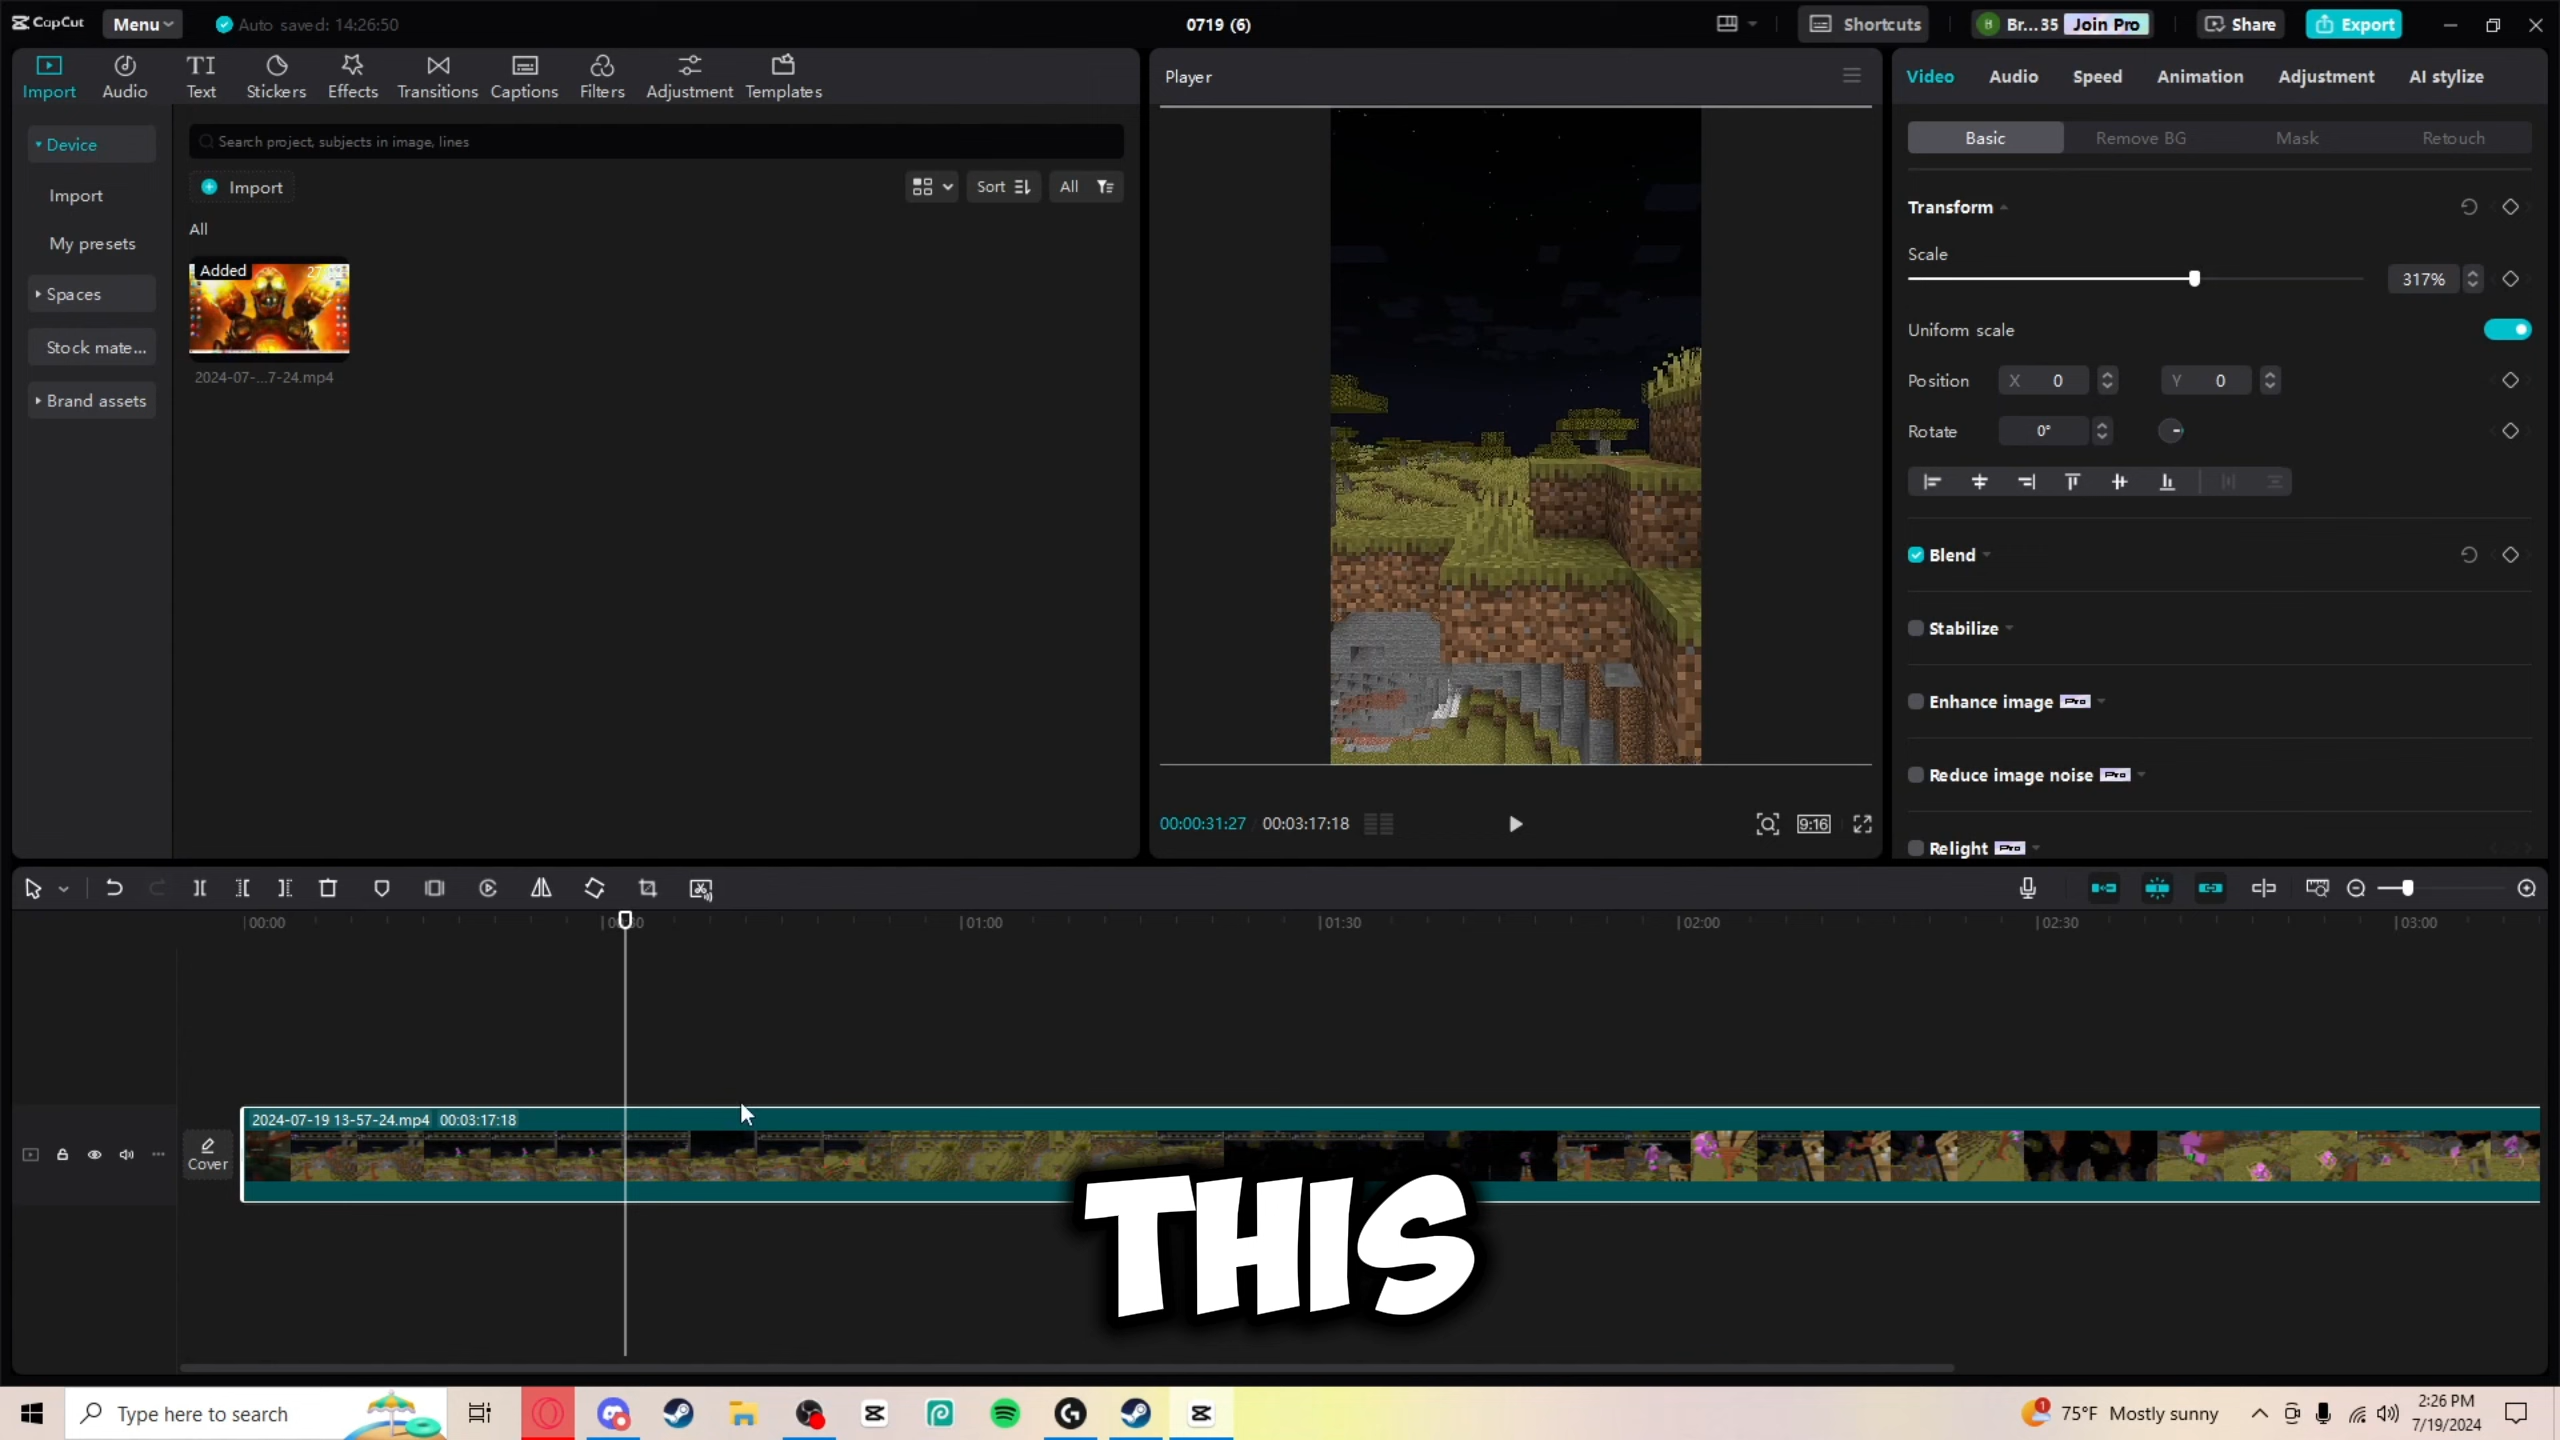 CapCut
Menu
Auto saved: 14:26:50
0719 (6)
Shortcuts
Br...35
Join Pro
Share
Export
Import
Audio
Text
Stickers
Effects
Transitions
Captions
Filters
Adjustment
Templates
Device
Import
My presets
Spaces
Stock mate...
Brand assets
Search project, subjects in image, lines
Import
Sort
All
All
Added
2024-07-...7-24.mp4
Player
00:00:31:27
00:03:17:18
9:16
Video
Audio
Speed
Animation
Adjustment
AI stylize
Basic
Remove BG
Mask
Retouch
Transform
Scale
317%
Uniform scale
Position
X 0
Y 0
Rotate
0°
Blend
Stabilize
Enhance image Pro
Reduce image noise Pro
Relight Pro
00:00
01:00
01:30
02:00
02:30
03:00
Cover
2024-07-19 13-57-24.mp4 00:03:17:18
THIS
Type here to search
75°F Mostly sunny
2:26 PM
7/19/2024